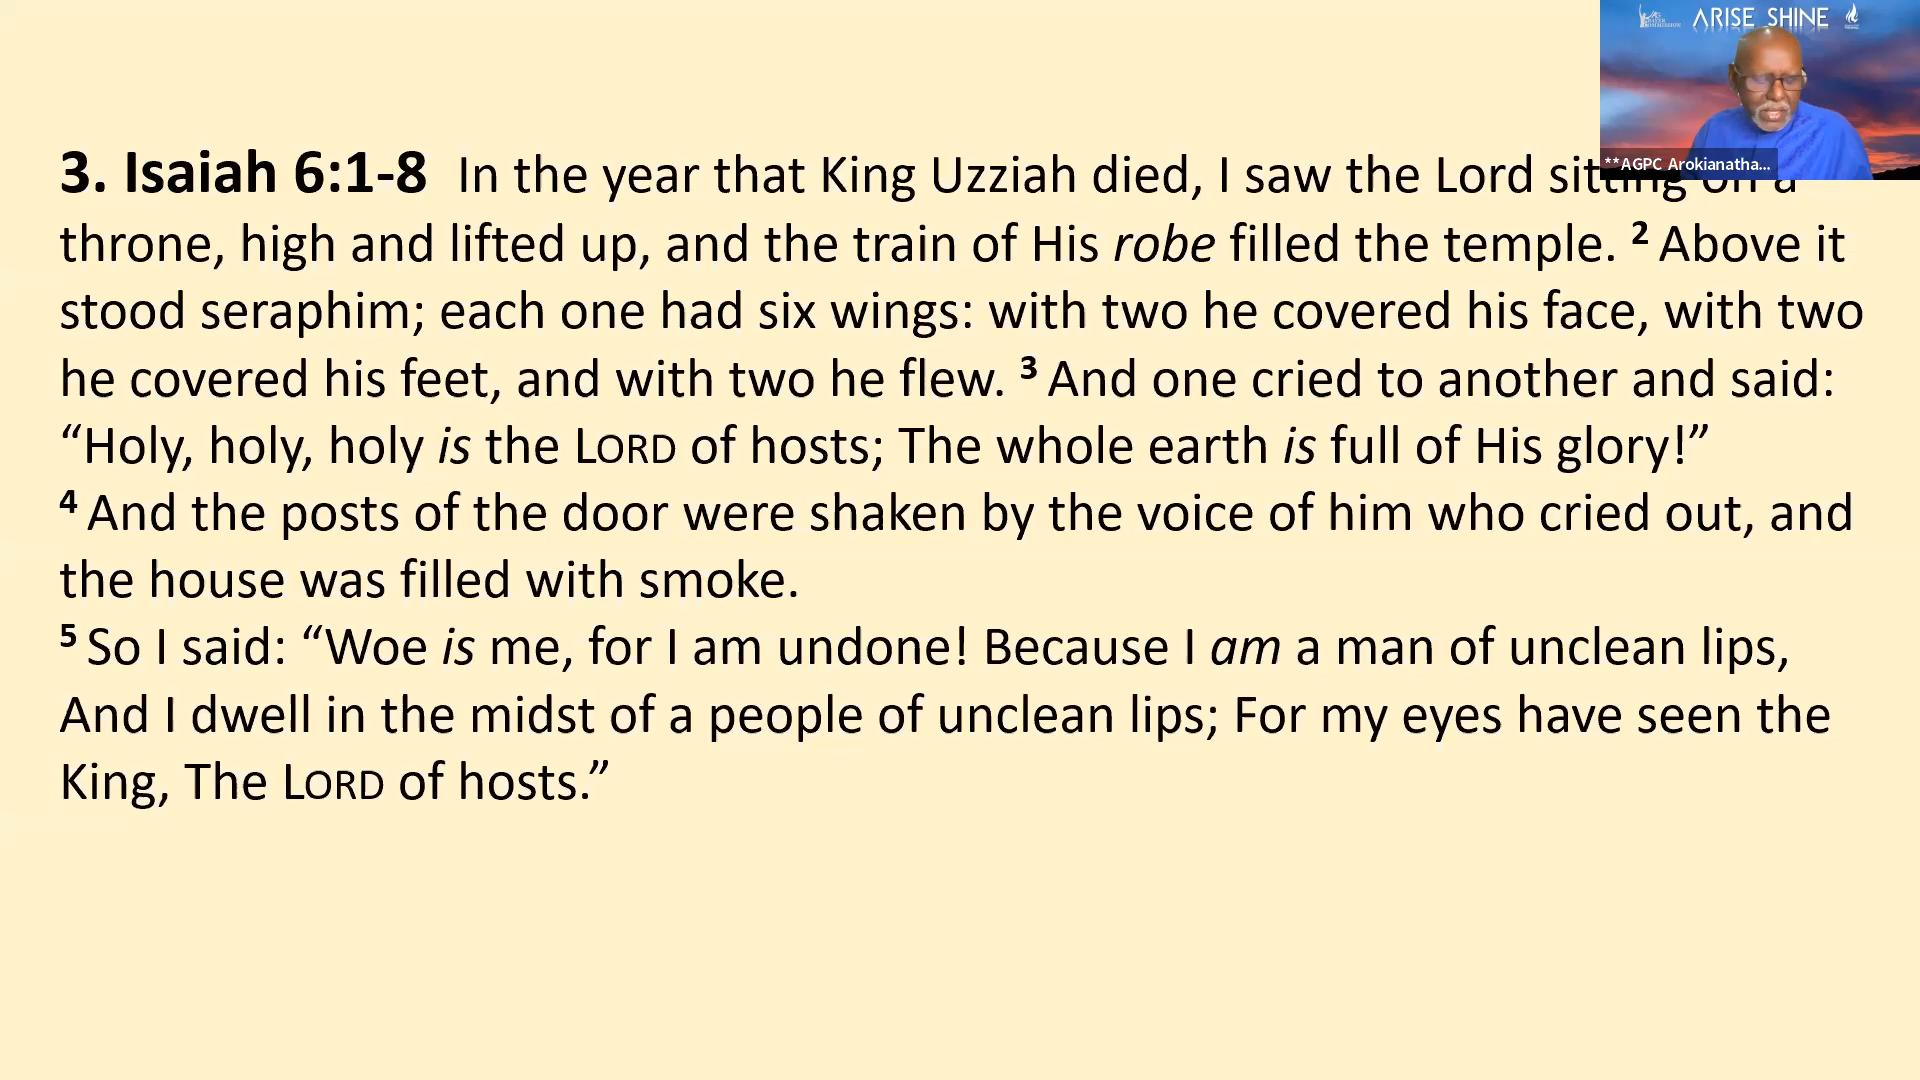 ARISE SHINE
3. Isaiah 6:1-8 In the year that King Uzziah died, I saw the Lord sitting on a
**AGPC Arokianatha...
throne, high and lifted up, and the train of His robe filled the temple. ² Above it
stood seraphim; each one had six wings: with two he covered his face, with two
he covered his feet, and with two he flew. ³ And one cried to another and said:
“Holy, holy, holy is the LORD of hosts; The whole earth is full of His glory!”
⁴ And the posts of the door were shaken by the voice of him who cried out, and
the house was filled with smoke.
⁵ So I said: “Woe is me, for I am undone! Because I am a man of unclean lips,
And I dwell in the midst of a people of unclean lips; For my eyes have seen the
King, The LORD of hosts.”